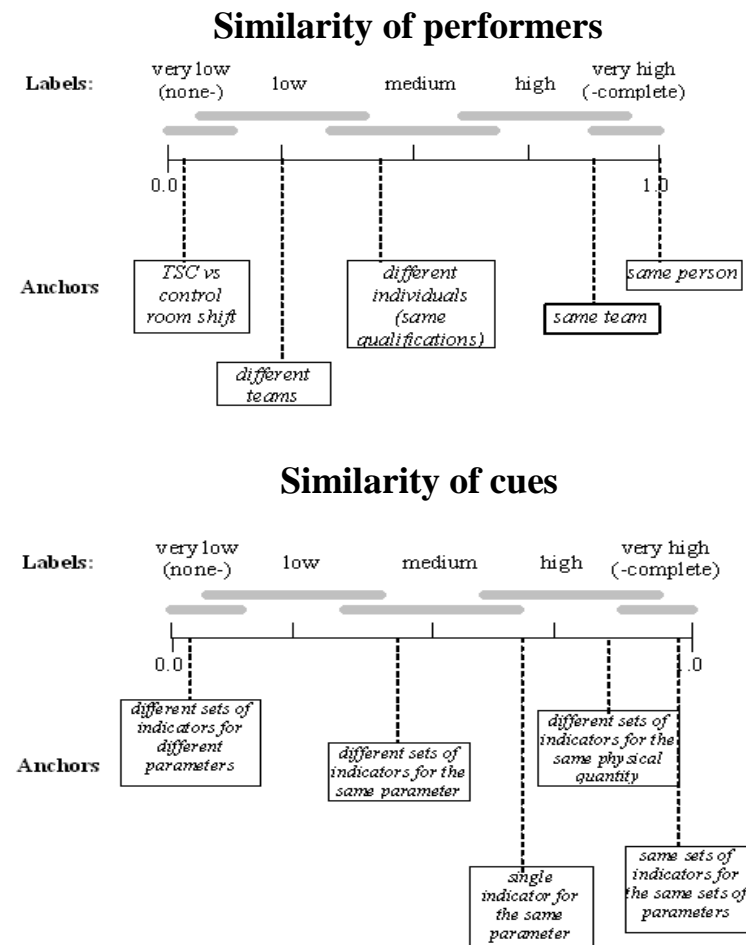 Similarity of performers
Labels:
very low
(none-)
low
medium
high
very high
(-complete)
0.0
1.0
Anchors
TSC vs
control
room shift
different
teams
different
individuals
(same
qualifications)
same team
same person
Similarity of cues
Labels:
very low
(none-)
low
medium
high
very high
(-complete)
0.0
1.0
Anchors
different sets of
indicators for
different
parameters
different sets of
indicators for the
same parameter
single
indicator for
the same
parameter
different sets of
indicators for the
same physical
quantity
same sets of
indicators for
the same sets of
parameters